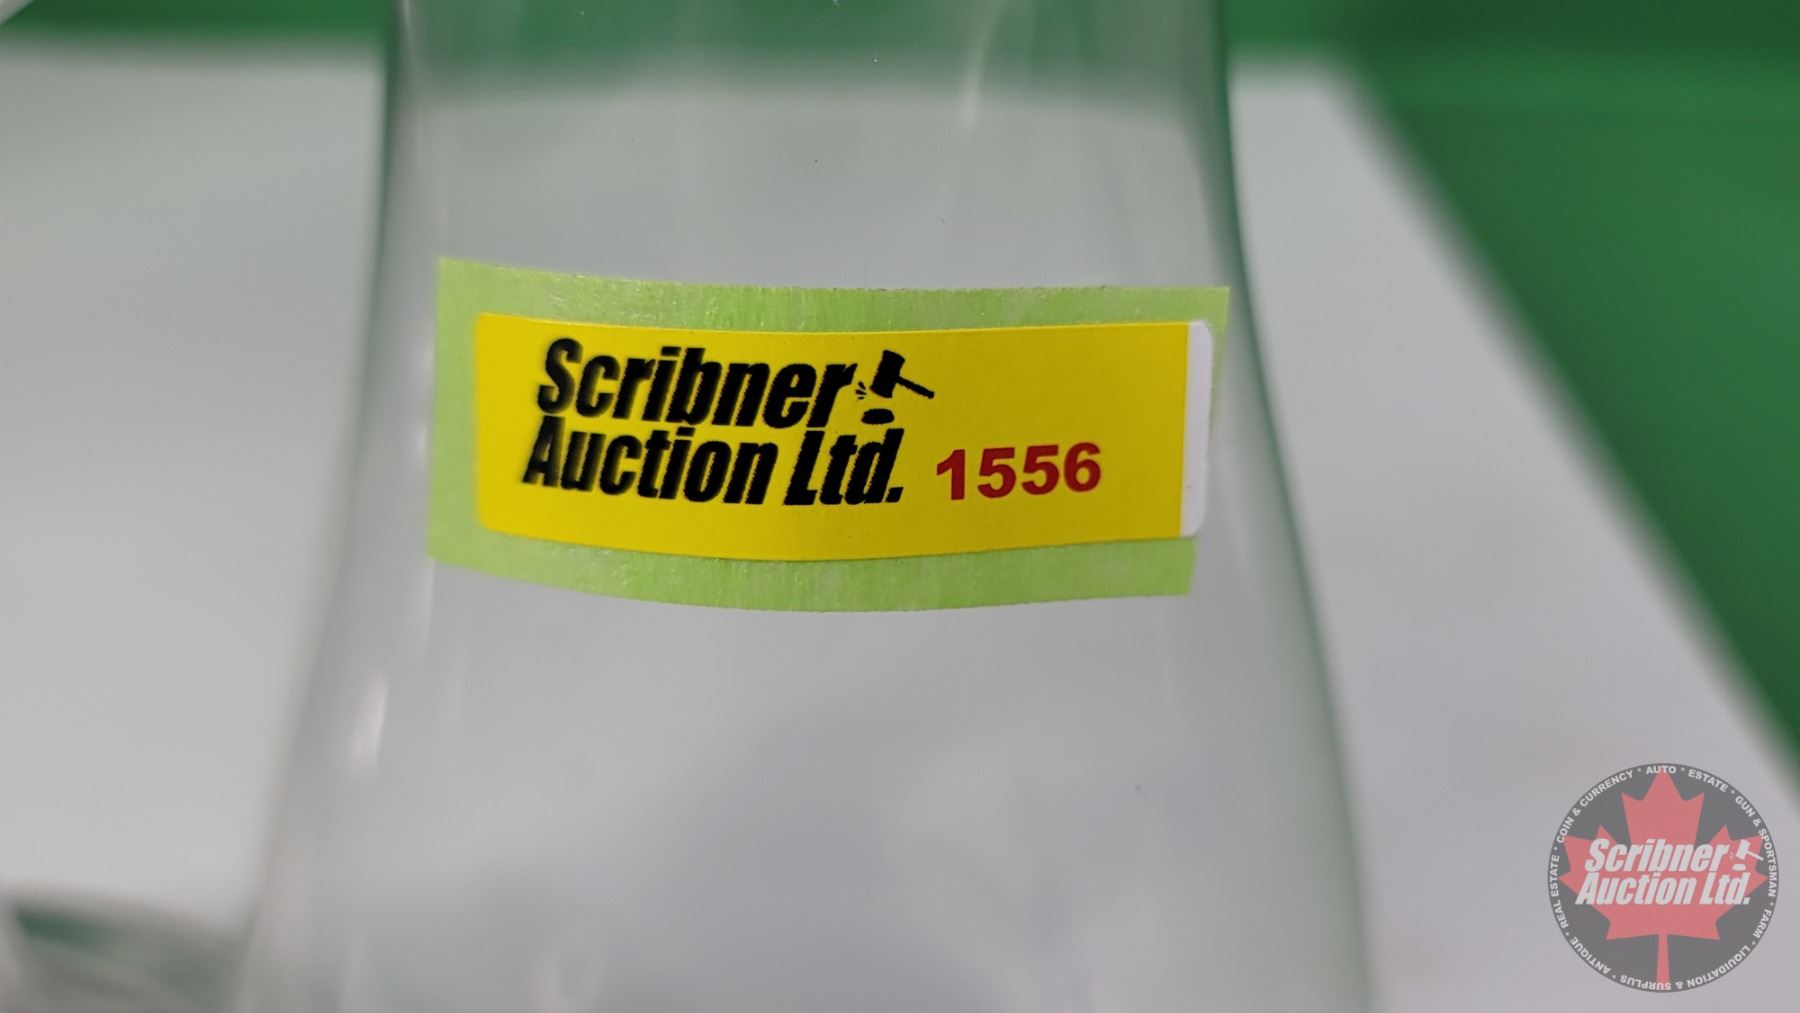 Scribner
Auction Ltd. 1556
COIN & CURRENCY * AUTO * ESTATE * GUN & SPORTSMAN * FARM * LIQUIDATION & SURPLUS * ANTIQUE * REAL ESTATE *
Scribner
Auction Ltd.